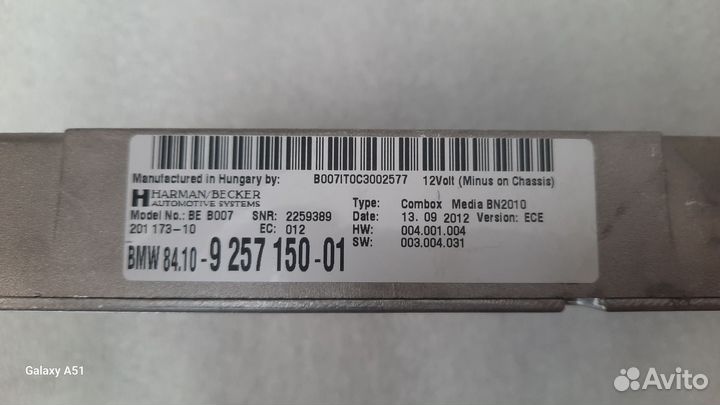 Manufactured in Hungary by:
B007IT0C3002577 12Volt (Minus on Chassis)
HARMAN/BECKER
AUTOMOTIVE SYSTEMS
Type: Combox Media BN2010
Model No.: BE B007 SNR: 2259389 Date: 13. 09 2012 Version: ECE
201 173-10 EC: 012 HW: 004.001.004
SW: 003.004.031
BMW 84.10-9 257 150-01
Galaxy A51
Avito